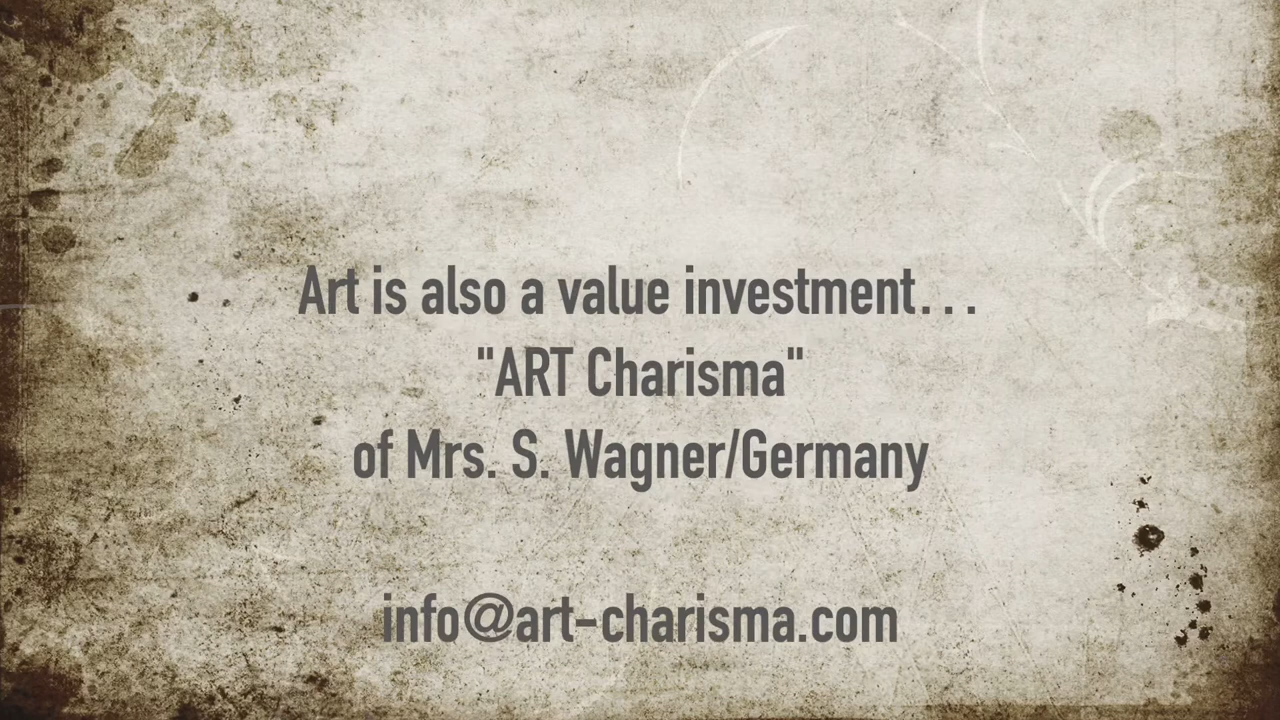 Art is also a value investment...
"ART Charisma"
of Mrs. S. Wagner/Germany
info@art-charisma.com